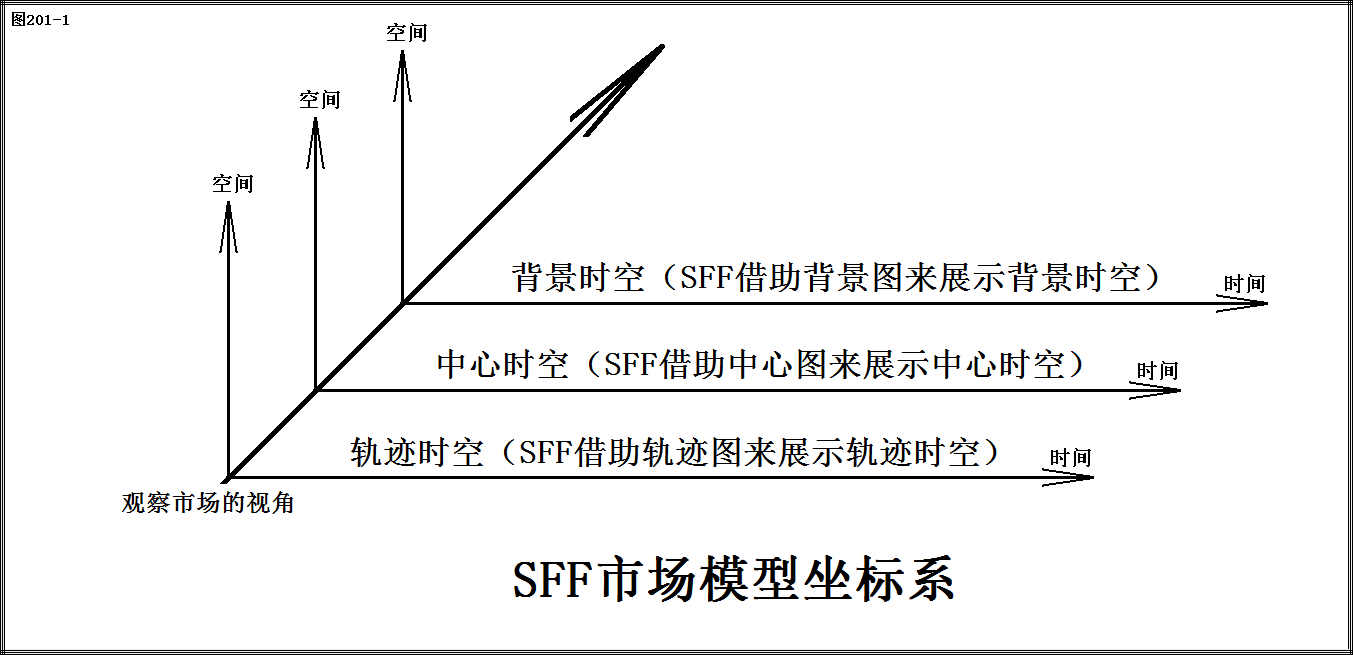 图201-1
空间
空间
空间
背景时空（SFF借助背景图来展示背景时空）
时间
中心时空（SFF借助中心图来展示中心时空）
时间
轨迹时空（SFF借助轨迹图来展示轨迹时空）
时间
观察市场的视角
SFF市场模型坐标系